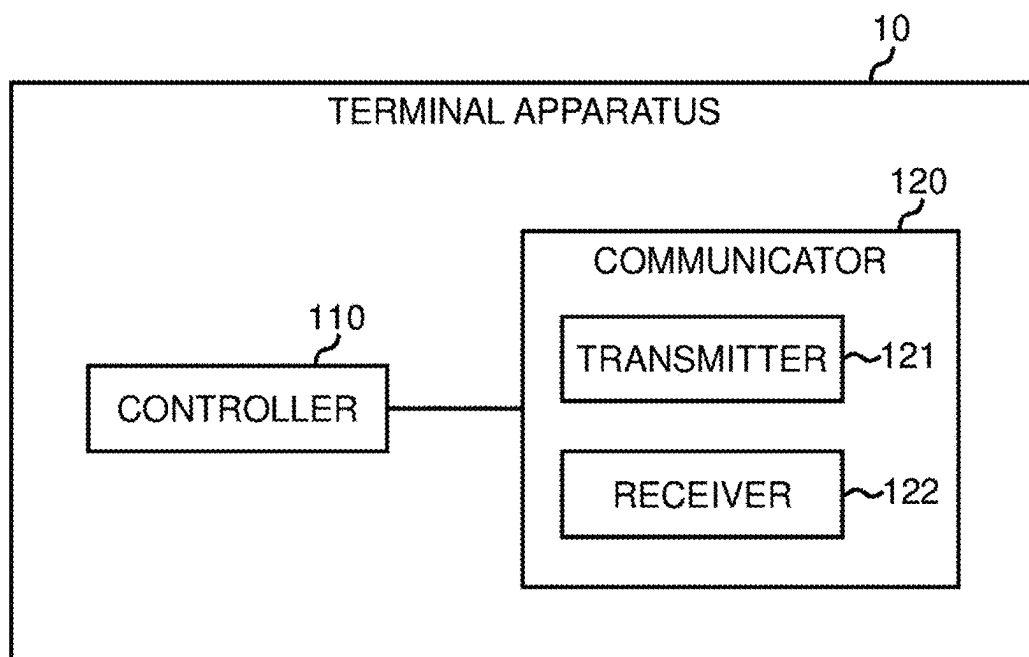 10
TERMINAL APPARATUS
120
COMMUNICATOR
110
TRANSMITTER 121
CONTROLLER
RECEIVER 122